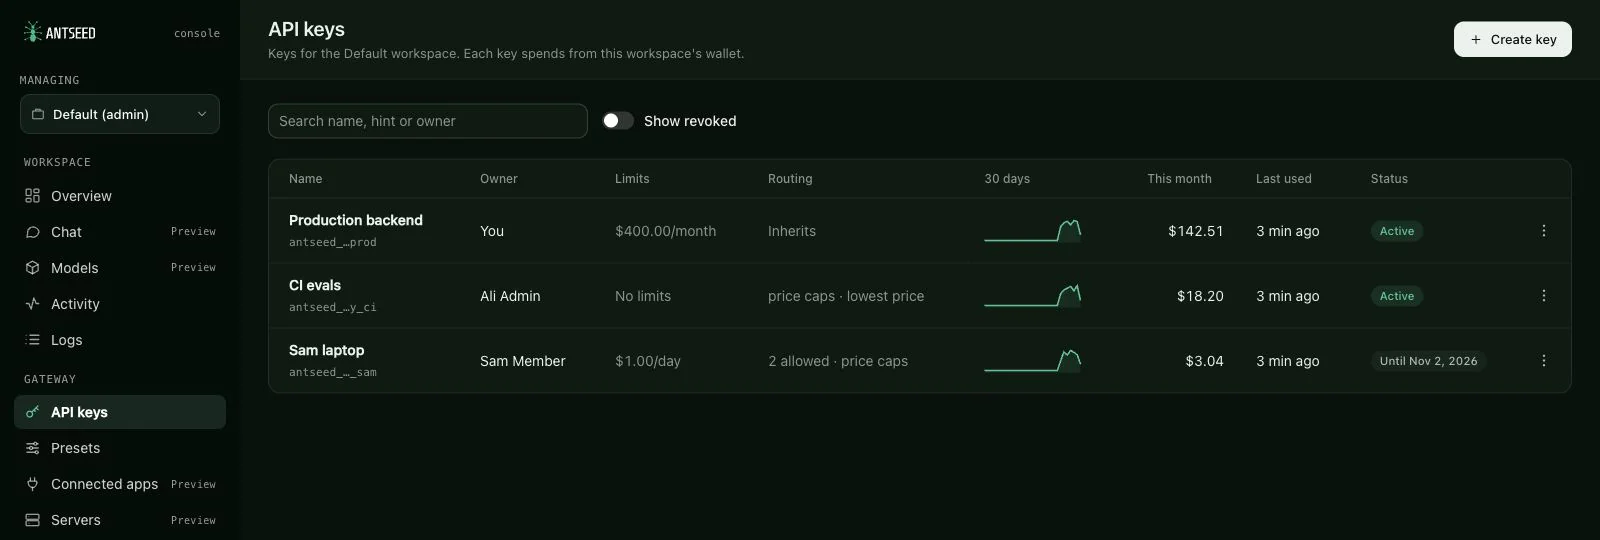 ANTSEED
console
MANAGING
Default (admin)
WORKSPACE
Overview
Chat Preview
Models Preview
Activity
Logs
GATEWAY
API keys
Presets
Connected apps Preview
Servers Preview
API keys
Keys for the Default workspace. Each key spends from this workspace's wallet.
+ Create key
Search name, hint or owner
Show revoked
Name Owner Limits Routing 30 days This month Last used Status
Production backend
antseed_…prod
You $400.00/month Inherits $142.51 3 min ago Active
CI evals
antseed_…y_ci
Ali Admin No limits price caps · lowest price $18.20 3 min ago Active
Sam laptop
antseed_…_sam
Sam Member $1.00/day 2 allowed · price caps $3.04 3 min ago Until Nov 2, 2026